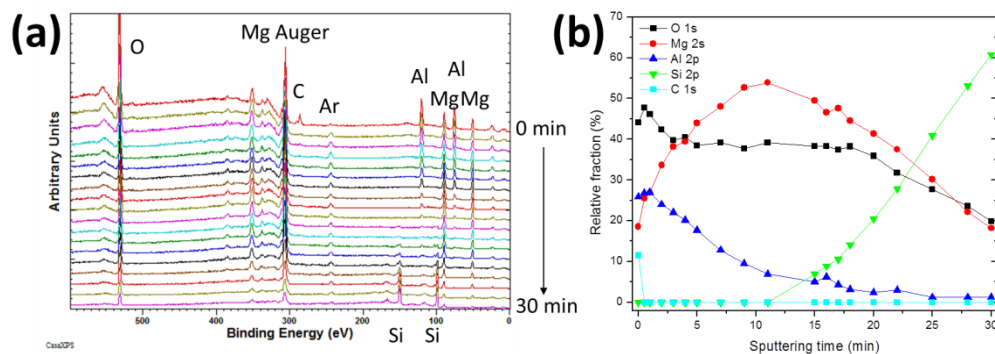 (a)
O
Mg Auger
C
Ar
Al
Al
Mg Mg
0 min
30 min
Arbitrary Units
500 400 300 200 100 0
Binding Energy (eV)
Si Si
CasaXPS
(b)
O 1s
Mg 2s
Al 2p
Si 2p
C 1s
Relative fraction (%)
70
60
50
40
30
20
10
0
0 5 10 15 20 25 30
Sputtering time (min)